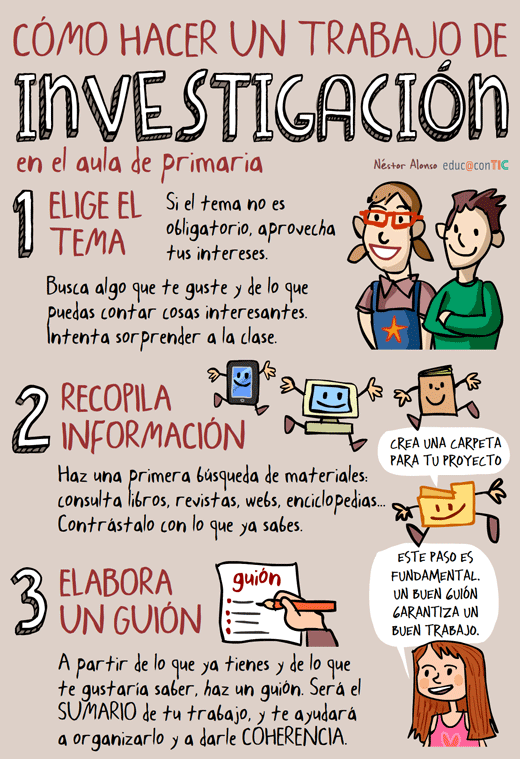 CÓMO HACER UN TRABAJO DE
INVESTIGACIÓN
en el aula de primaria
Néstor Alonso educ@conTIC
1 ELIGE EL
TEMA
Si el tema no es
obligatorio, aprovecha
tus intereses.
Busca algo que te guste y de lo que
puedas contar cosas interesantes.
Intenta sorprender a la clase.
2 RECOPILA
INFORMACIÓN
Haz una primera búsqueda de materiales:
consulta libros, revistas, webs, enciclopedias...
Contrástalo con lo que ya sabes.
CREA UNA CARPETA
PARA TU PROYECTO
3 ELABORA
UN GUIÓN
guión
ESTE PASO ES
FUNDAMENTAL.
UN BUEN GUIÓN
GARANTIZA UN
BUEN TRABAJO.
A partir de lo que ya tienes y de lo que
te gustaría saber, haz un guión. Será el
SUMARIO de tu trabajo, y te ayudará
a organizarlo y a darle COHERENCIA.